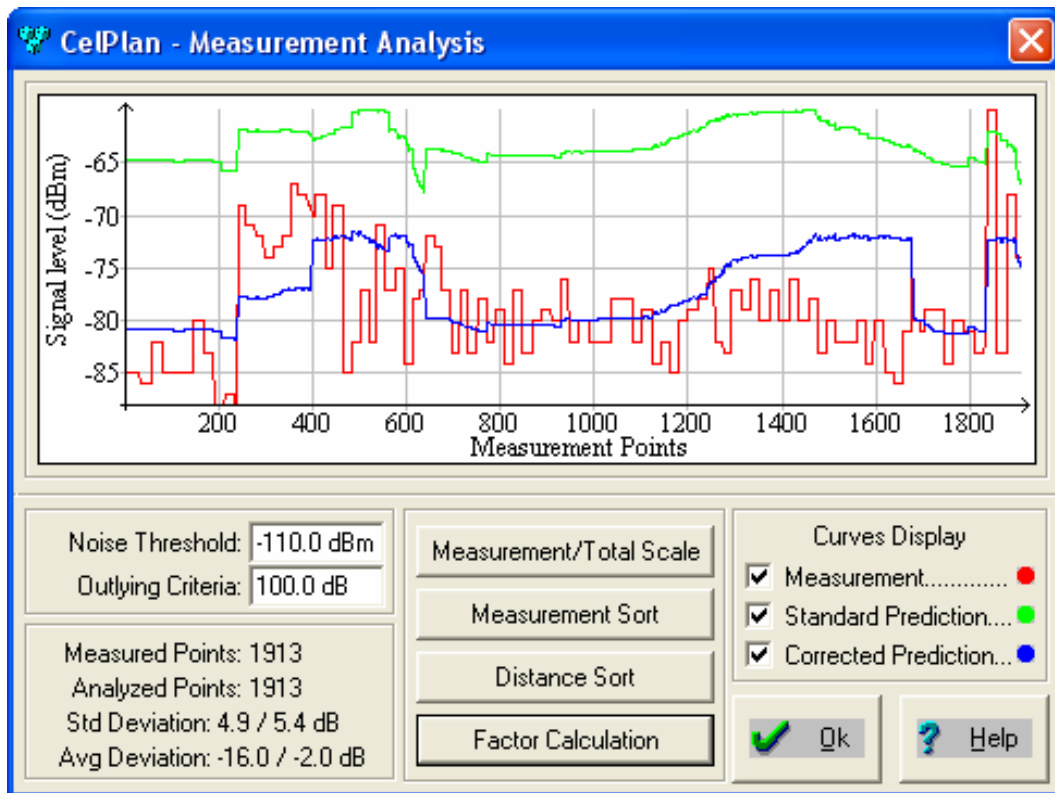 CelPlan - Measurement Analysis
Signal level (dBm)
-65
-70
-75
-80
-85
200 400 600 800 1000 1200 1400 1600 1800
Measurement Points
Noise Threshold: -110.0 dBm
Outlying Criteria: 100.0 dB
Measured Points: 1913
Analyzed Points: 1913
Std Deviation: 4.9 / 5.4 dB
Avg Deviation: -16.0 / -2.0 dB
Measurement/Total Scale
Measurement Sort
Distance Sort
Factor Calculation
Curves Display
Measurement.............
Standard Prediction....
Corrected Prediction...
Ok
Help